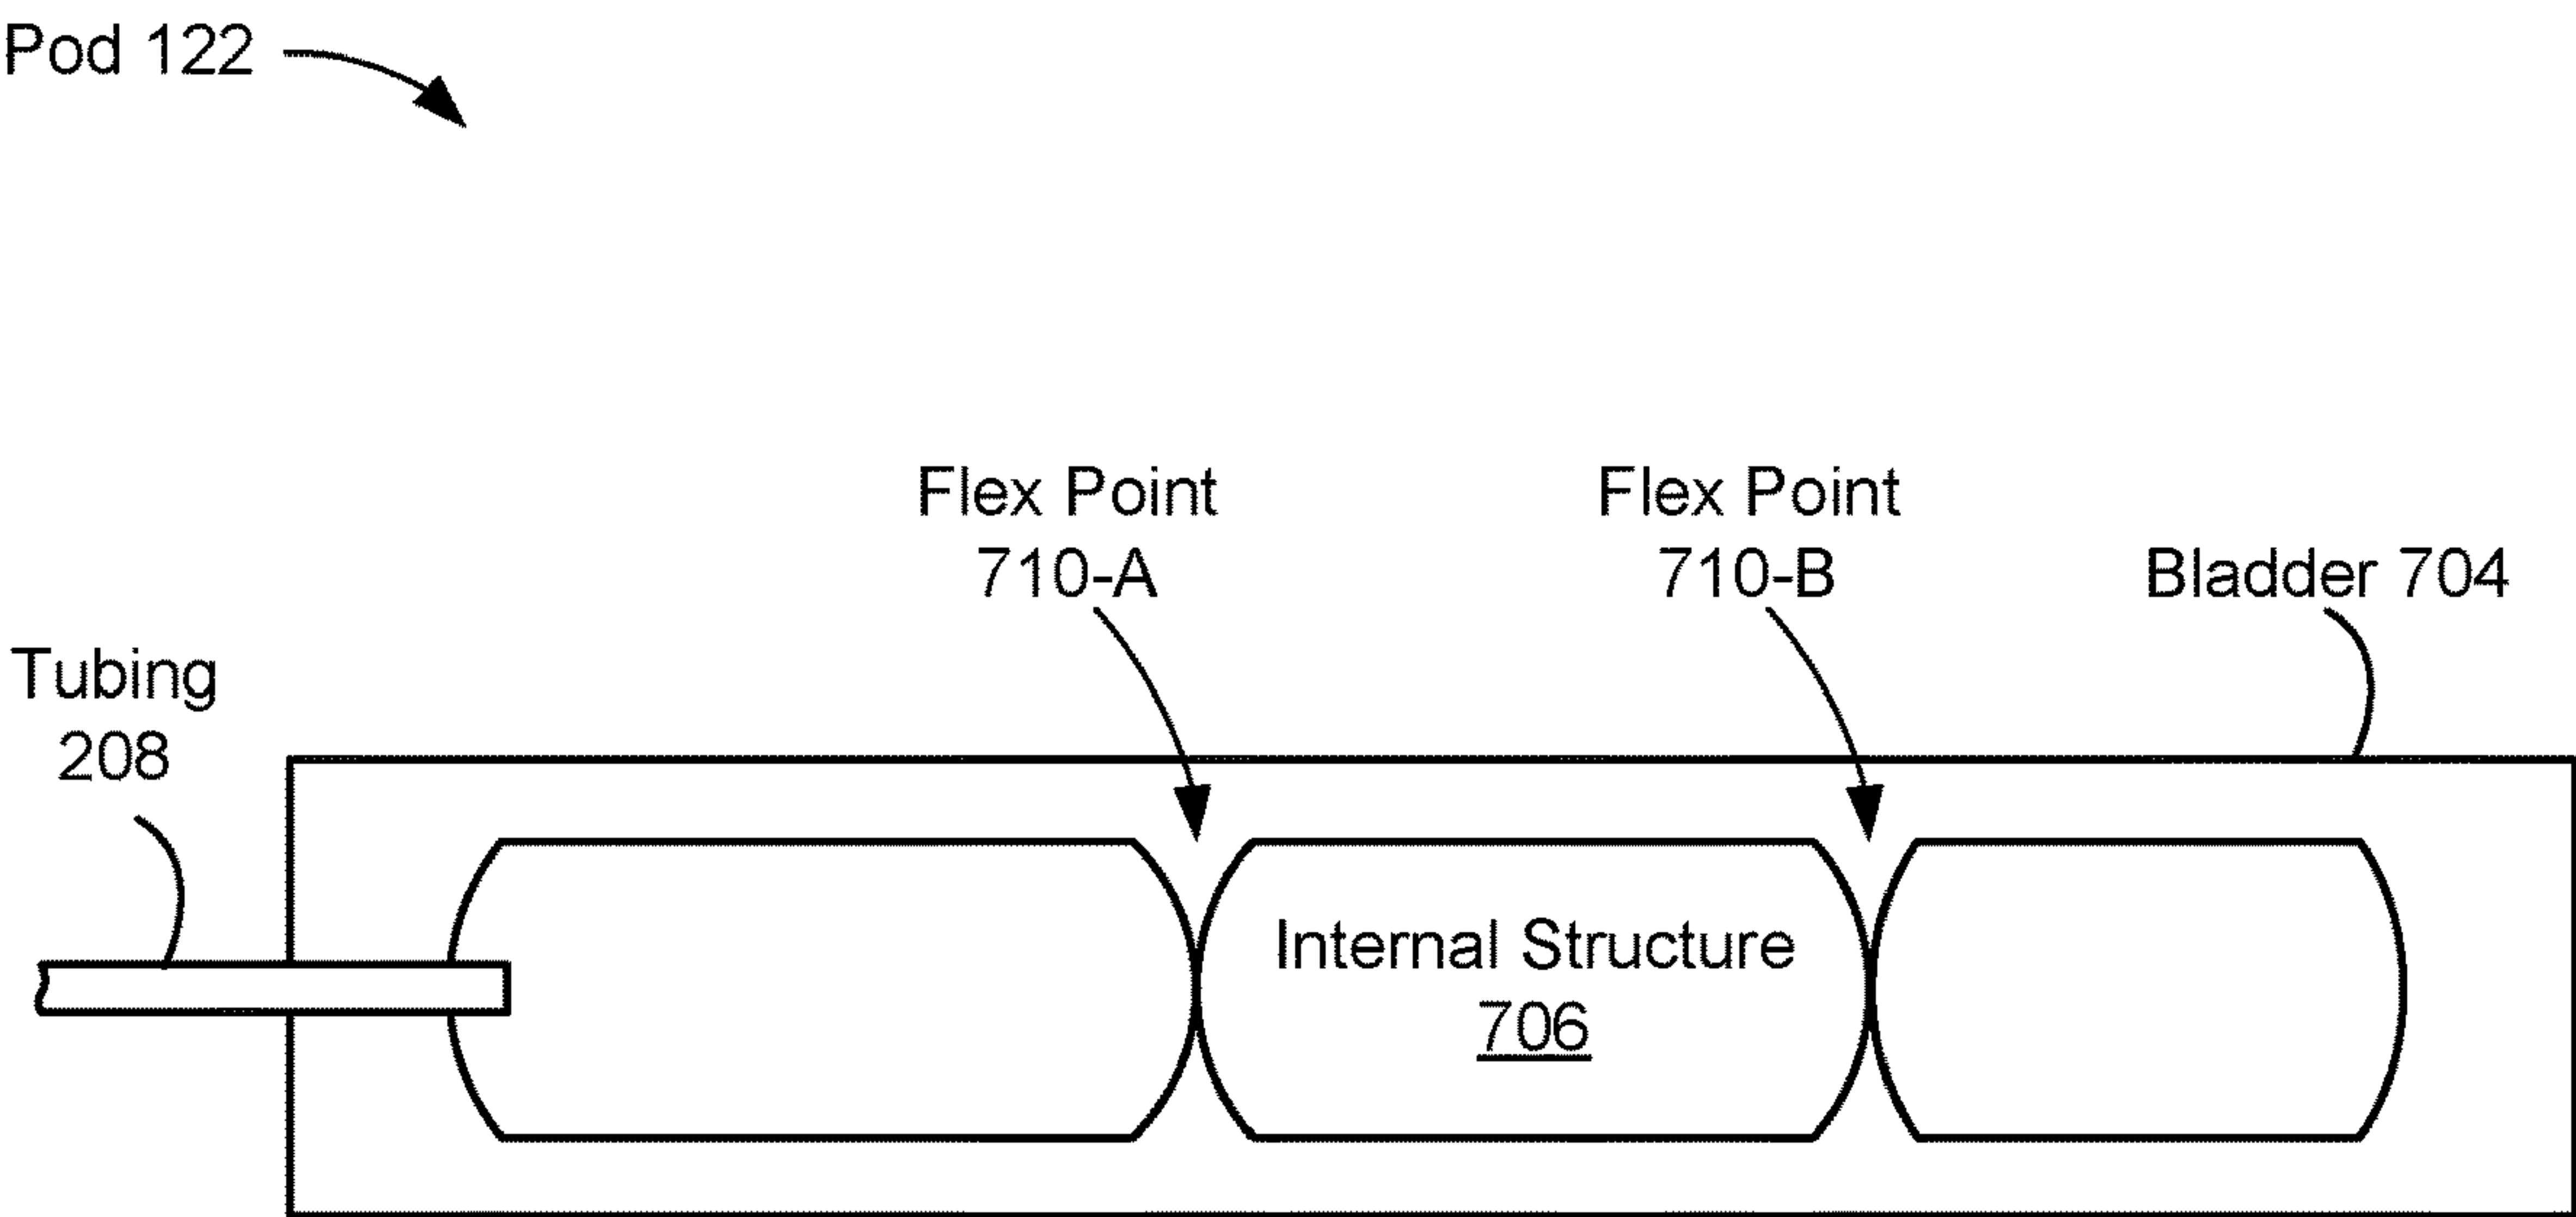 Pod 122
Flex Point
710-A
Flex Point
710-B
Bladder 704
Tubing
208
Internal Structure
706